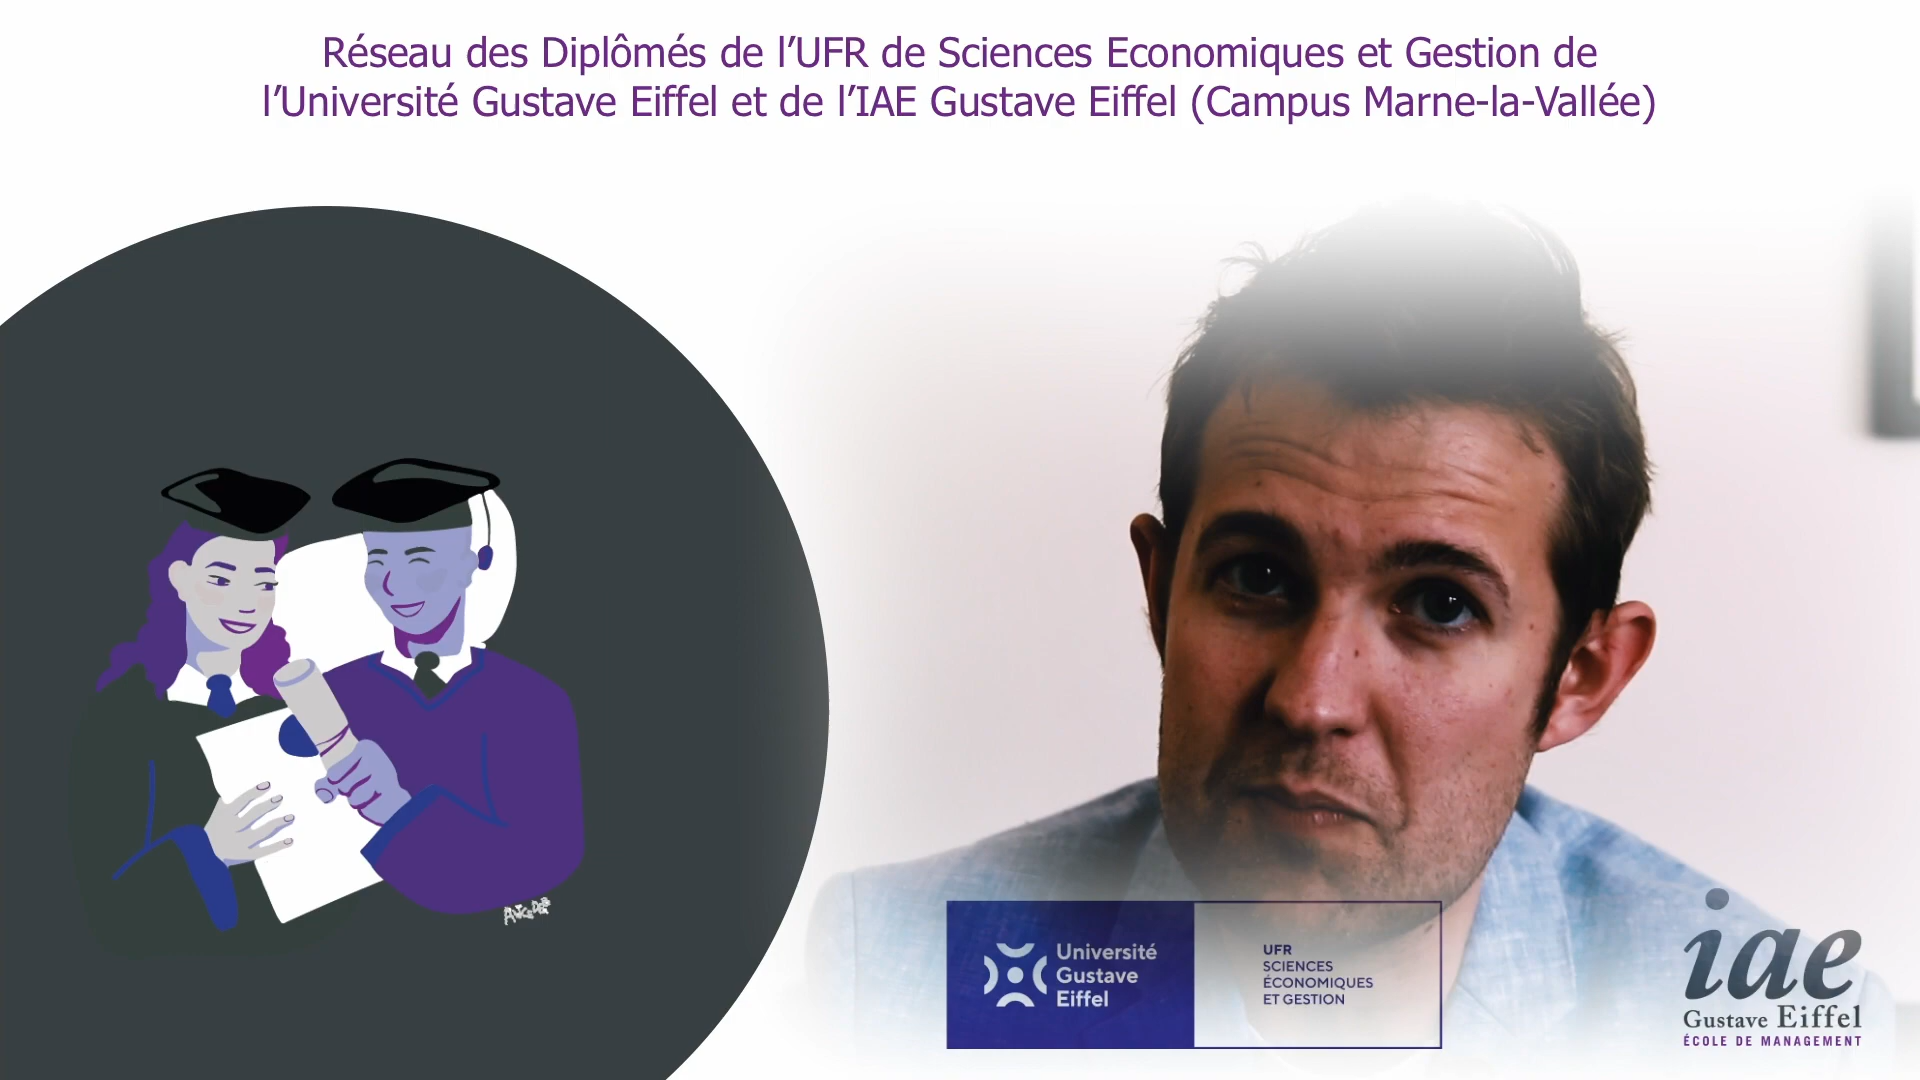 Réseau des Diplômés de l’UFR de Sciences Economiques et Gestion de
l’Université Gustave Eiffel et de l’IAE Gustave Eiffel (Campus Marne-la-Vallée)
Université
Gustave
Eiffel
UFR
SCIENCES
ÉCONOMIQUES
ET GESTION
iae
Gustave Eiffel
ÉCOLE DE MANAGEMENT